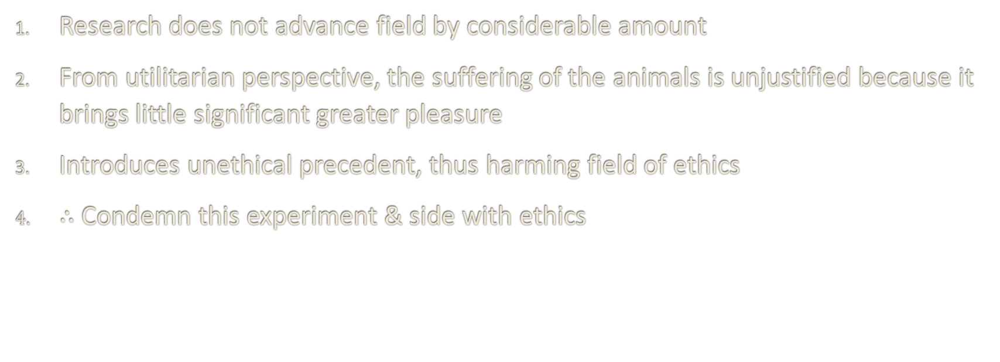 1. Research does not advance field by considerable amount
2. From utilitarian perspective, the suffering of the animals is unjustified because it
brings little significant greater pleasure
3. Introduces unethical precedent, thus harming field of ethics
4. ∴ Condemn this experiment & side with ethics